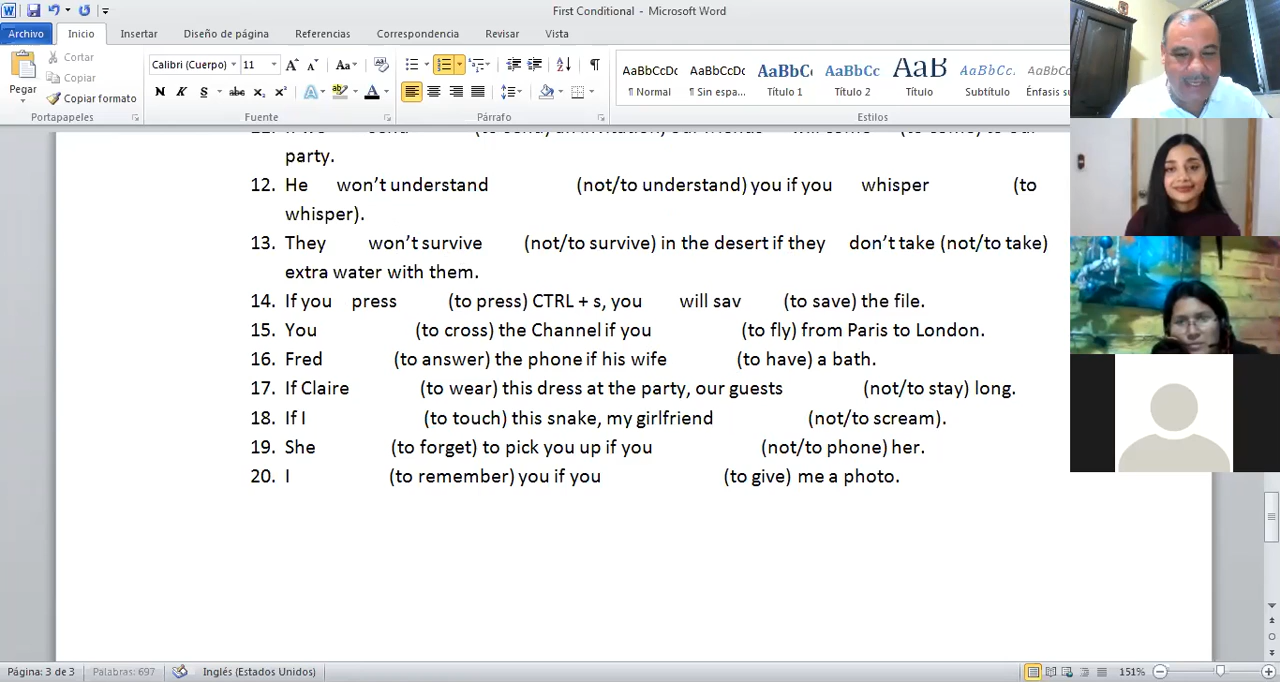 First Conditional - Microsoft Word
Archivo Inicio Insertar Diseño de página Referencias Correspondencia Revisar Vista
Cortar
Copiar
Copiar formato
Pegar
Calibri (Cuerpo) 11
AaBbCcDc AaBbCcDc AaBbC AaBbCc AaB AaBbCc AaBbCc
¶ Normal ¶ Sin espa... Título 1 Título 2 Título Subtítulo Énfasis s
Portapapeles Fuente Párrafo Estilos
party.
12. He won't understand (not/to understand) you if you whisper (to
whisper).
13. They won't survive (not/to survive) in the desert if they don't take (not/to take)
extra water with them.
14. If you press (to press) CTRL + s, you will sav (to save) the file.
15. You (to cross) the Channel if you (to fly) from Paris to London.
16. Fred (to answer) the phone if his wife (to have) a bath.
17. If Claire (to wear) this dress at the party, our guests (not/to stay) long.
18. If I (to touch) this snake, my girlfriend (not/to scream).
19. She (to forget) to pick you up if you (not/to phone) her.
20. I (to remember) you if you (to give) me a photo.
Página: 3 de 3 Palabras: 697 Inglés (Estados Unidos) 151%